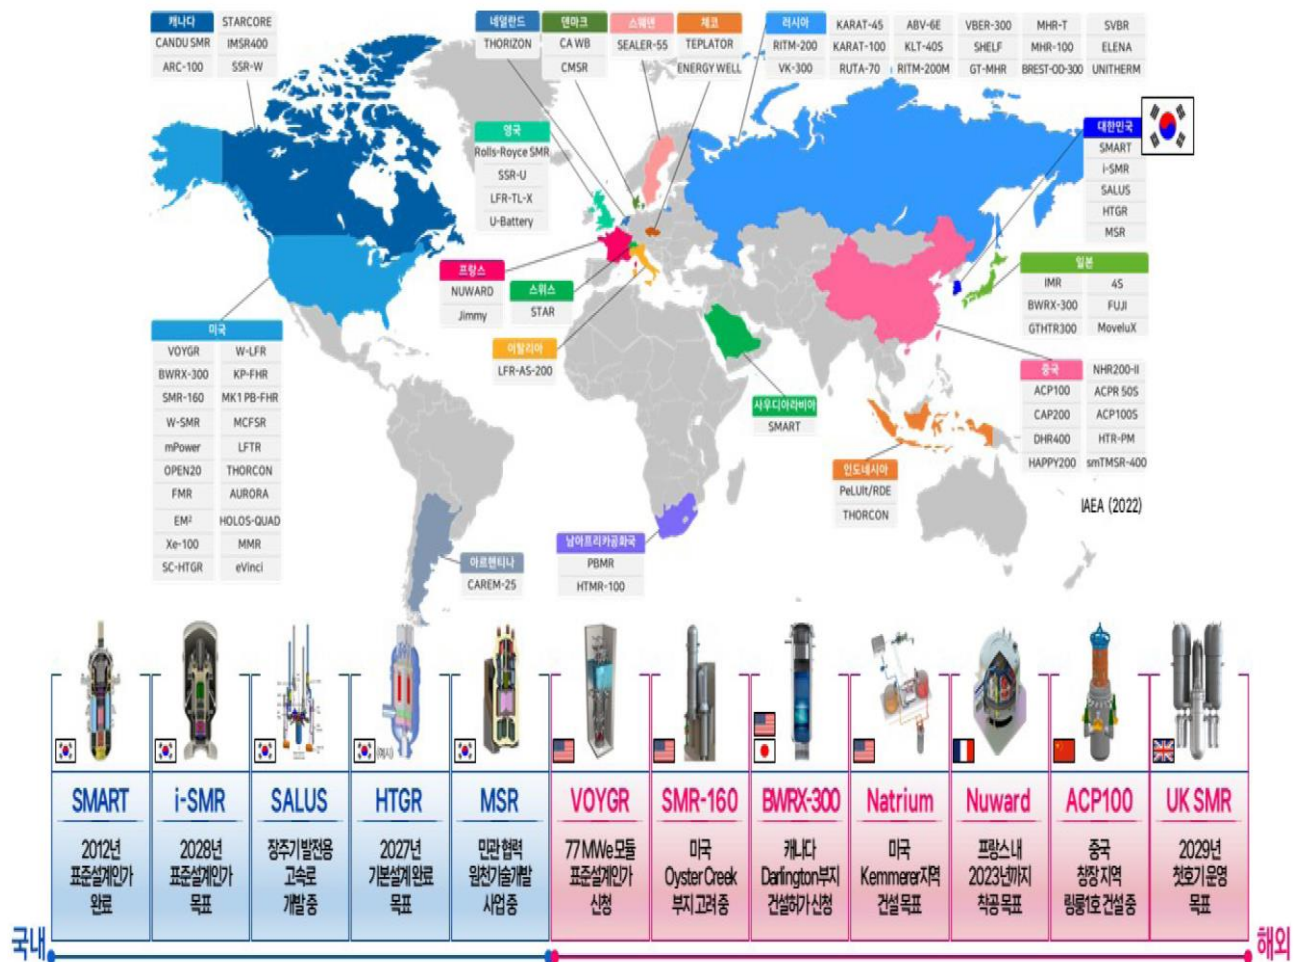 캐나다
STARCORE
CANDU SMR
IMSR400
ARC-100
SSR-W
네덜란드
THORIZON
덴마크
CA WB
CMSR
스웨덴
SEALER-55
체코
TEPLATOR
ENERGY WELL
러시아
KARAT-45
ABV-6E
VBER-300
MHR-T
SVBR
RITM-200
KARAT-100
KLT-40S
SHELF
MHR-100
ELENA
VK-300
RUTA-70
RITM-200M
GT-MHR
BREST-OD-300
UNITHERM
영국
Rolls-Royce SMR
SSR-U
LFR-TL-X
U-Battery
대한민국
SMART
i-SMR
SALUS
HTGR
MSR
프랑스
NUWARD
Jimmy
스위스
STAR
이탈리아
LFR-AS-200
일본
IMR
4S
BWRX-300
FUJI
GTHTR300
MoveluX
미국
VOYGR
W-LFR
BWRX-300
KP-FHR
SMR-160
MK1 PB-FHR
W-SMR
MCFSR
mPower
LFTR
OPEN20
THORCON
FMR
AURORA
EM²
HOLOS-QUAD
Xe-100
MMR
SC-HTGR
eVinci
사우디아라비아
SMART
중국
NHR200-II
ACP100
ACPR 50S
CAP200
ACP100S
DHR400
HTR-PM
HAPPY200
smTMSR-400
인도네시아
PeLUIt/RDE
THORCON
IAEA (2022)
남아프리카공화국
PBMR
HTMR-100
아르헨티나
CAREM-25
(예시)
SMART
2012년
표준설계인가
완료
i-SMR
2028년
표준설계인가
목표
SALUS
장주기 발전용
고속로
개발 중
HTGR
2027년
기본설계 완료
목표
MSR
민관 협력
원천기술개발
사업 중
VOYGR
77 MWe 모듈
표준설계인가
신청
SMR-160
미국
Oyster Creek
부지 고려 중
BWRX-300
캐나다
Darlington부지
건설허가 신청
Natrium
미국
Kemmerer지역
건설 목표
Nuward
프랑스 내
2023년까지
착공 목표
ACP100
중국
창장 지역
링롱1호 건설 중
UK SMR
2029년
첫호기 운영
목표
국내
해외